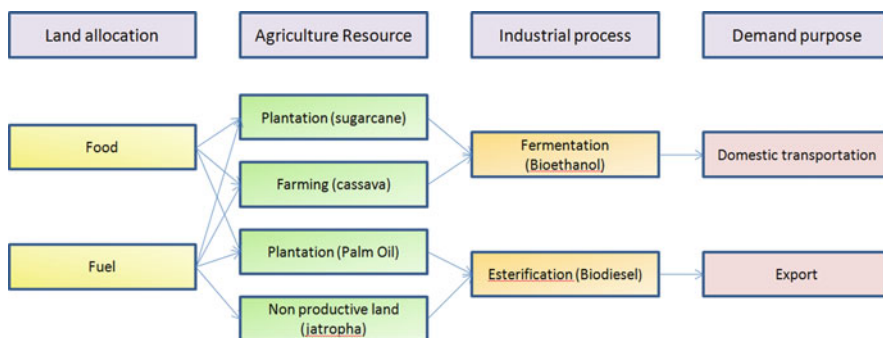 Land allocation
Agriculture Resource
Industrial process
Demand purpose
Food
Fuel
Plantation (sugarcane)
Farming (cassava)
Plantation (Palm Oil)
Non productive land
(jatropha)
Fermentation
(Bioethanol)
Esterification (Biodiesel)
Domestic transportation
Export